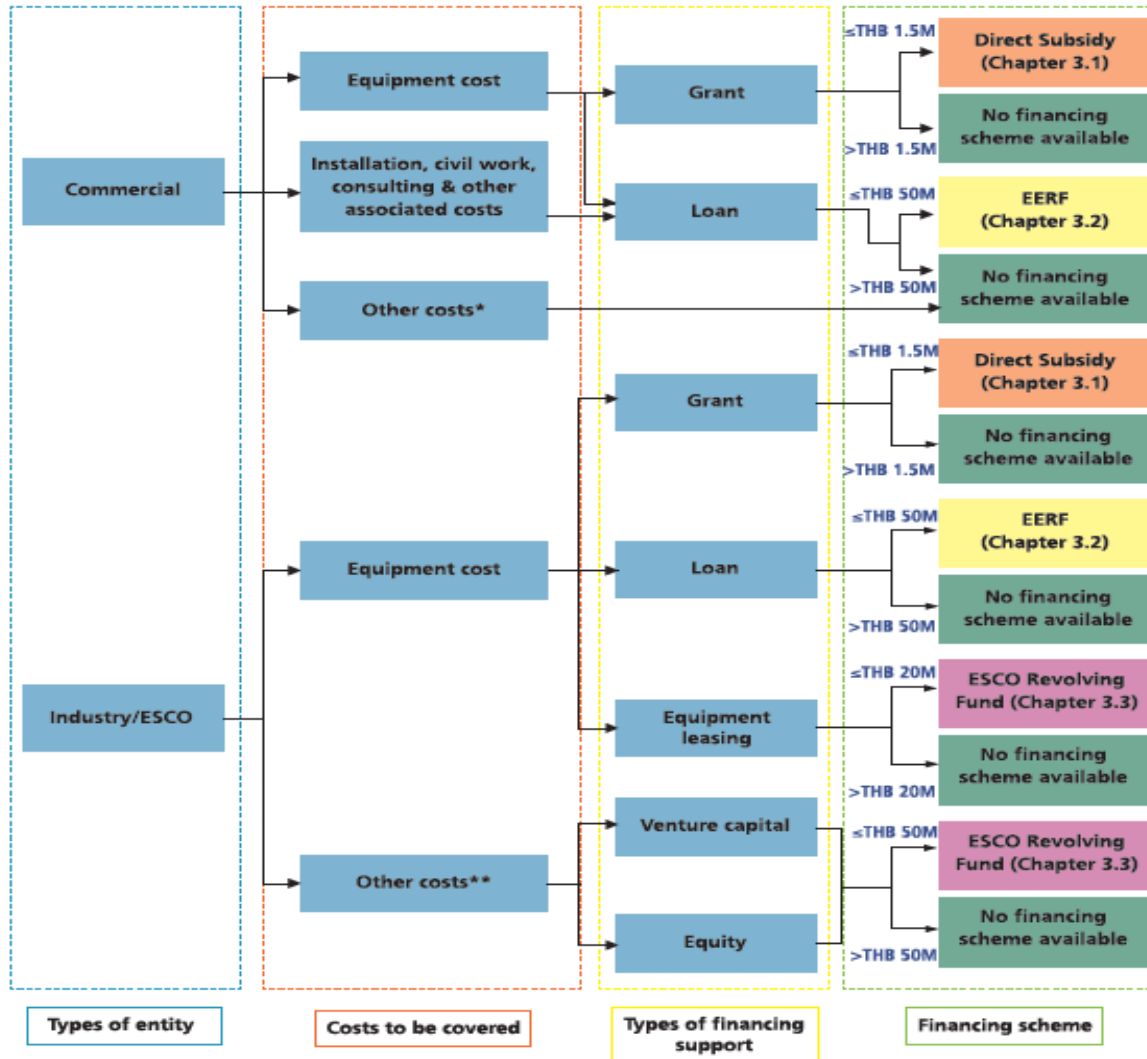 Commercial
Industry/ESCO
Equipment cost
Installation, civil work,
consulting & other
associated costs
Other costs*
Equipment cost
Other costs**
Grant
Loan
Grant
Loan
Equipment
leasing
Venture capital
Equity
≤THB 1.5M
Direct Subsidy
(Chapter 3.1)
No financing
scheme available
>THB 1.5M
≤THB 50M
EERF
(Chapter 3.2)
No financing
scheme available
>THB 50M
≤THB 1.5M
Direct Subsidy
(Chapter 3.1)
No financing
scheme available
>THB 1.5M
≤THB 50M
EERF
(Chapter 3.2)
No financing
scheme available
>THB 50M
≤THB 20M
ESCO Revolving
Fund (Chapter 3.3)
No financing
scheme available
>THB 20M
≤THB 50M
ESCO Revolving
Fund (Chapter 3.3)
No financing
scheme available
>THB 50M
Types of entity
Costs to be covered
Types of financing
support
Financing scheme